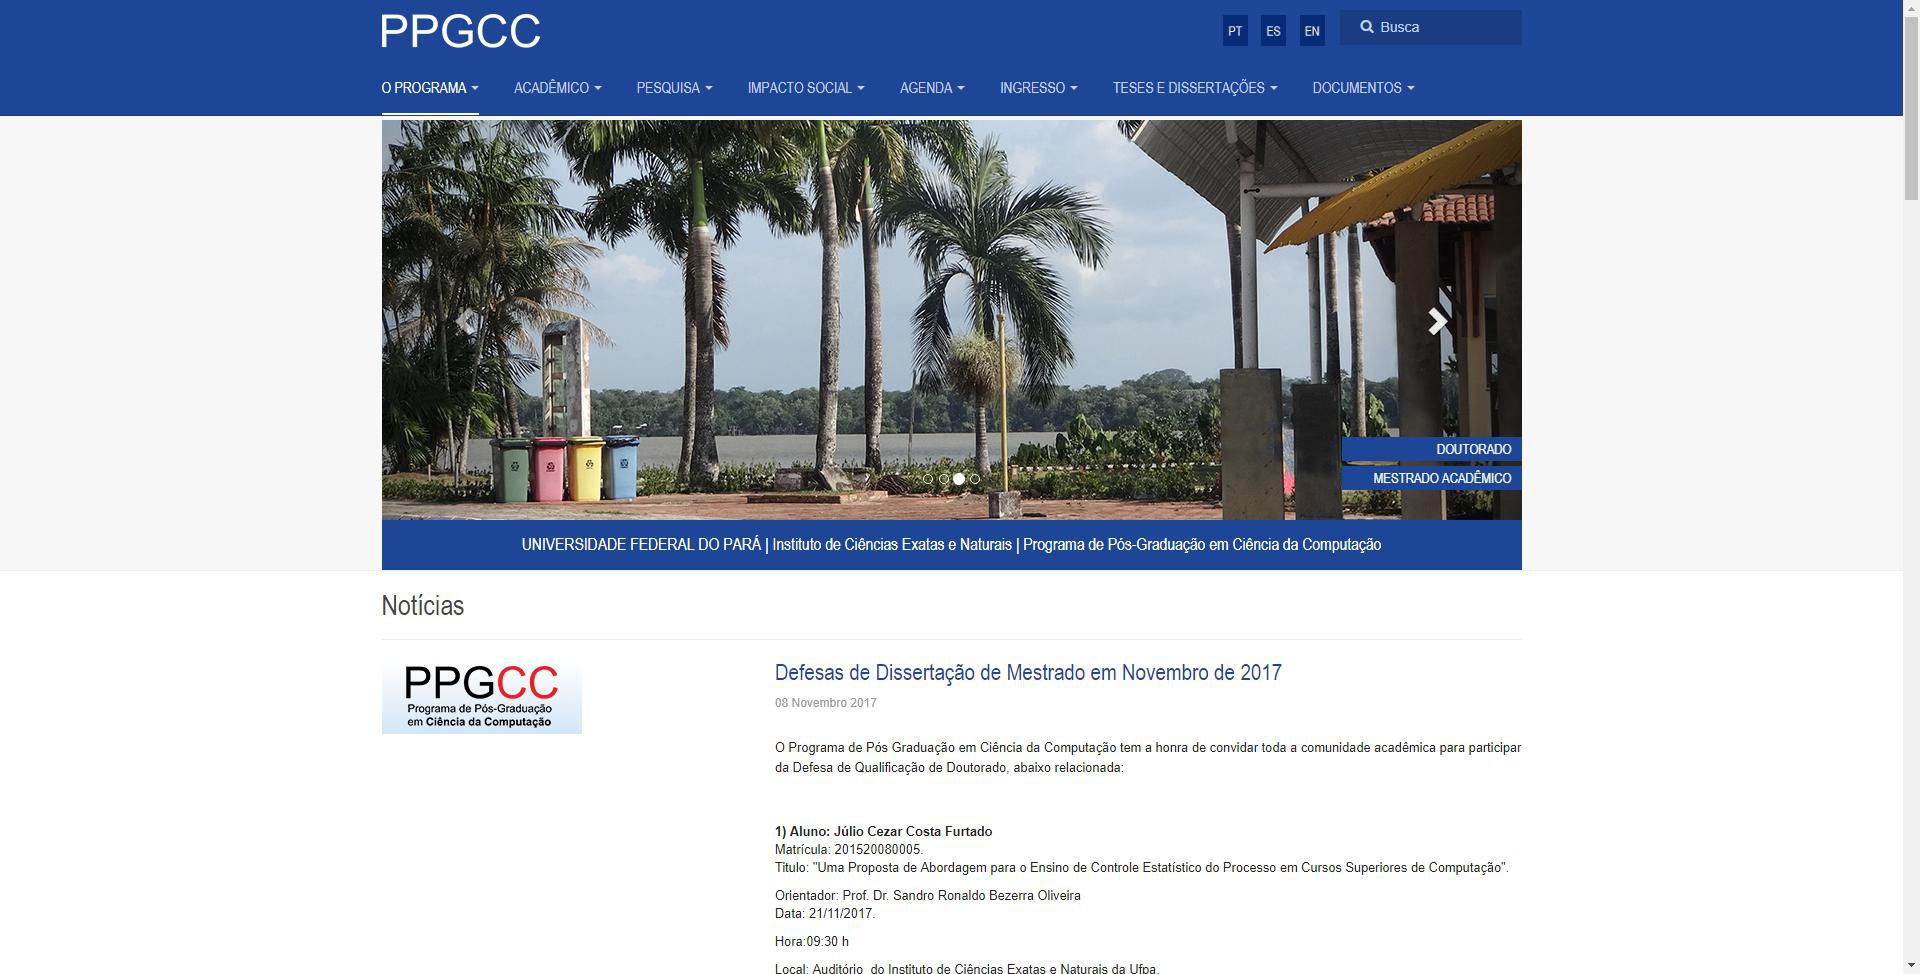 PPGCC
PT ES EN Busca
O PROGRAMA ACADÊMICO PESQUISA IMPACTO SOCIAL AGENDA INGRESSO TESES E DISSERTAÇÕES DOCUMENTOS
DOUTORADO
MESTRADO ACADÊMICO
UNIVERSIDADE FEDERAL DO PARÁ | Instituto de Ciências Exatas e Naturais | Programa de Pós-Graduação em Ciência da Computação
Notícias
PPGCC
Programa de Pós-Graduação
em Ciência da Computação
Defesas de Dissertação de Mestrado em Novembro de 2017
08 Novembro 2017
O Programa de Pós Graduação em Ciência da Computação tem a honra de convidar toda a comunidade acadêmica para participar
da Defesa de Qualificação de Doutorado, abaixo relacionada:
1) Aluno: Júlio Cezar Costa Furtado
Matrícula: 201520080005.
Titulo: "Uma Proposta de Abordagem para o Ensino de Controle Estatístico do Processo em Cursos Superiores de Computação".
Orientador: Prof. Dr. Sandro Ronaldo Bezerra Oliveira
Data: 21/11/2017.
Hora:09:30 h
Local: Auditório do Instituto de Ciências Exatas e Naturais da Ufpa.